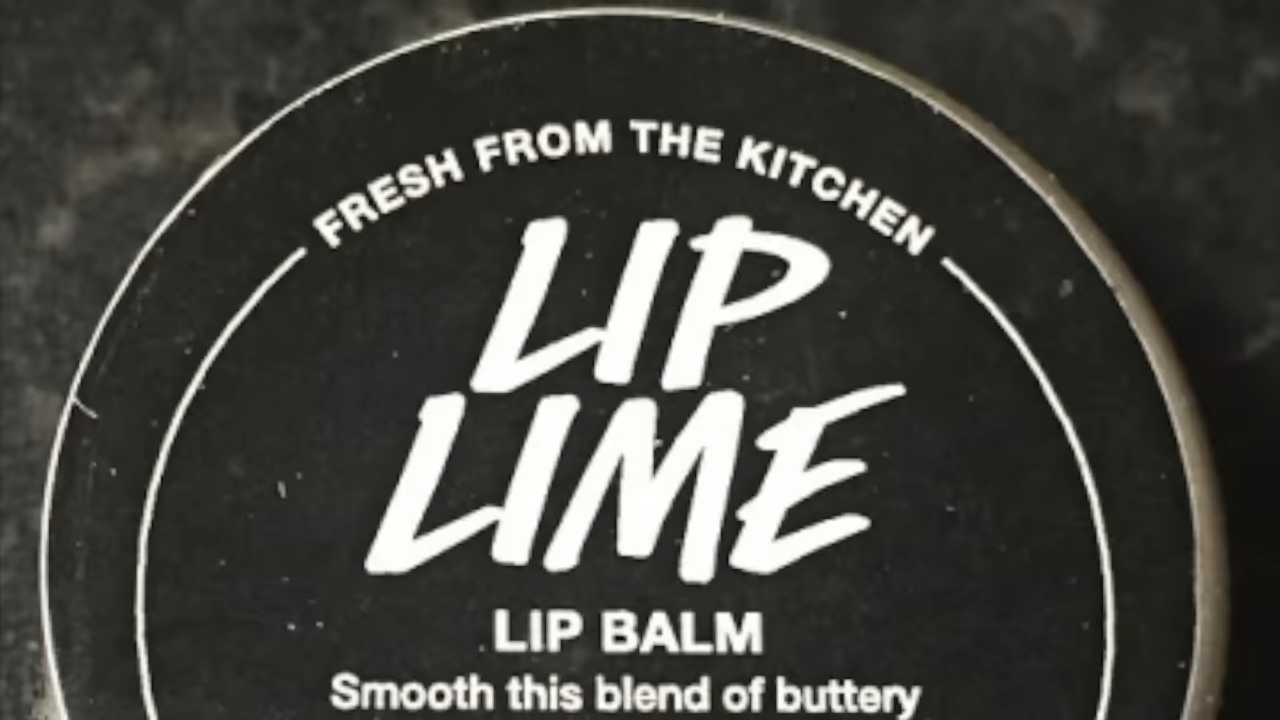 FRESH FROM THE KITCHEN
LIP
LIME
LIP BALM
Smooth this blend of buttery